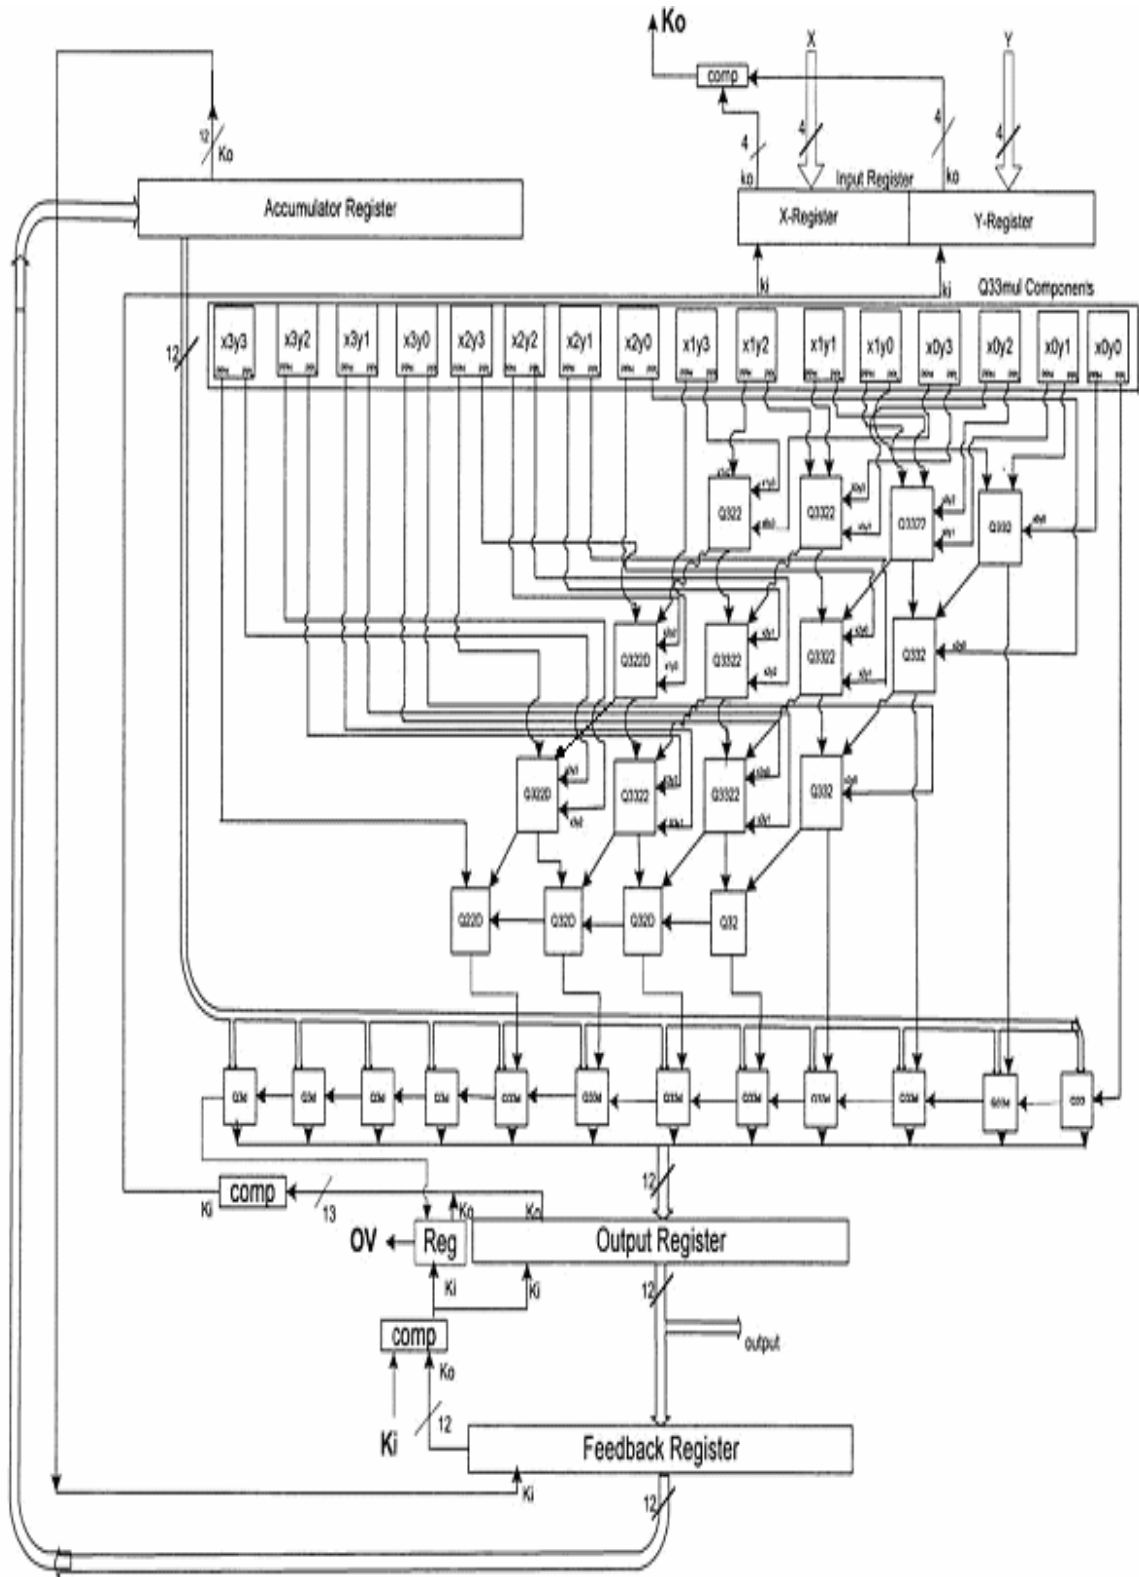 Ko
X
Y
comp
12
Ko
4
4
4
4
ko
Input Register
ko
Accumulator Register
X-Register
Y-Register
ki
ki
Q33mul Components
12
x3y3
x3y2
x3y1
x3y0
x2y3
x2y2
x2y1
x2y0
x1y3
x1y2
x1y1
x1y0
x0y3
x0y2
x0y1
x0y0
PPH PPL
Q322
Q3322
Q3322
Q332
Q322D
Q3322
Q3322
Q332
Q322D
Q3322
Q3322
Q332
Q22D
Q32D
Q32D
Q32
12
Ki
comp
13
Ko
Ko
OV
Reg
Output Register
Ki
Ki
12
comp
output
Ko
Ki
12
Feedback Register
Ki
12